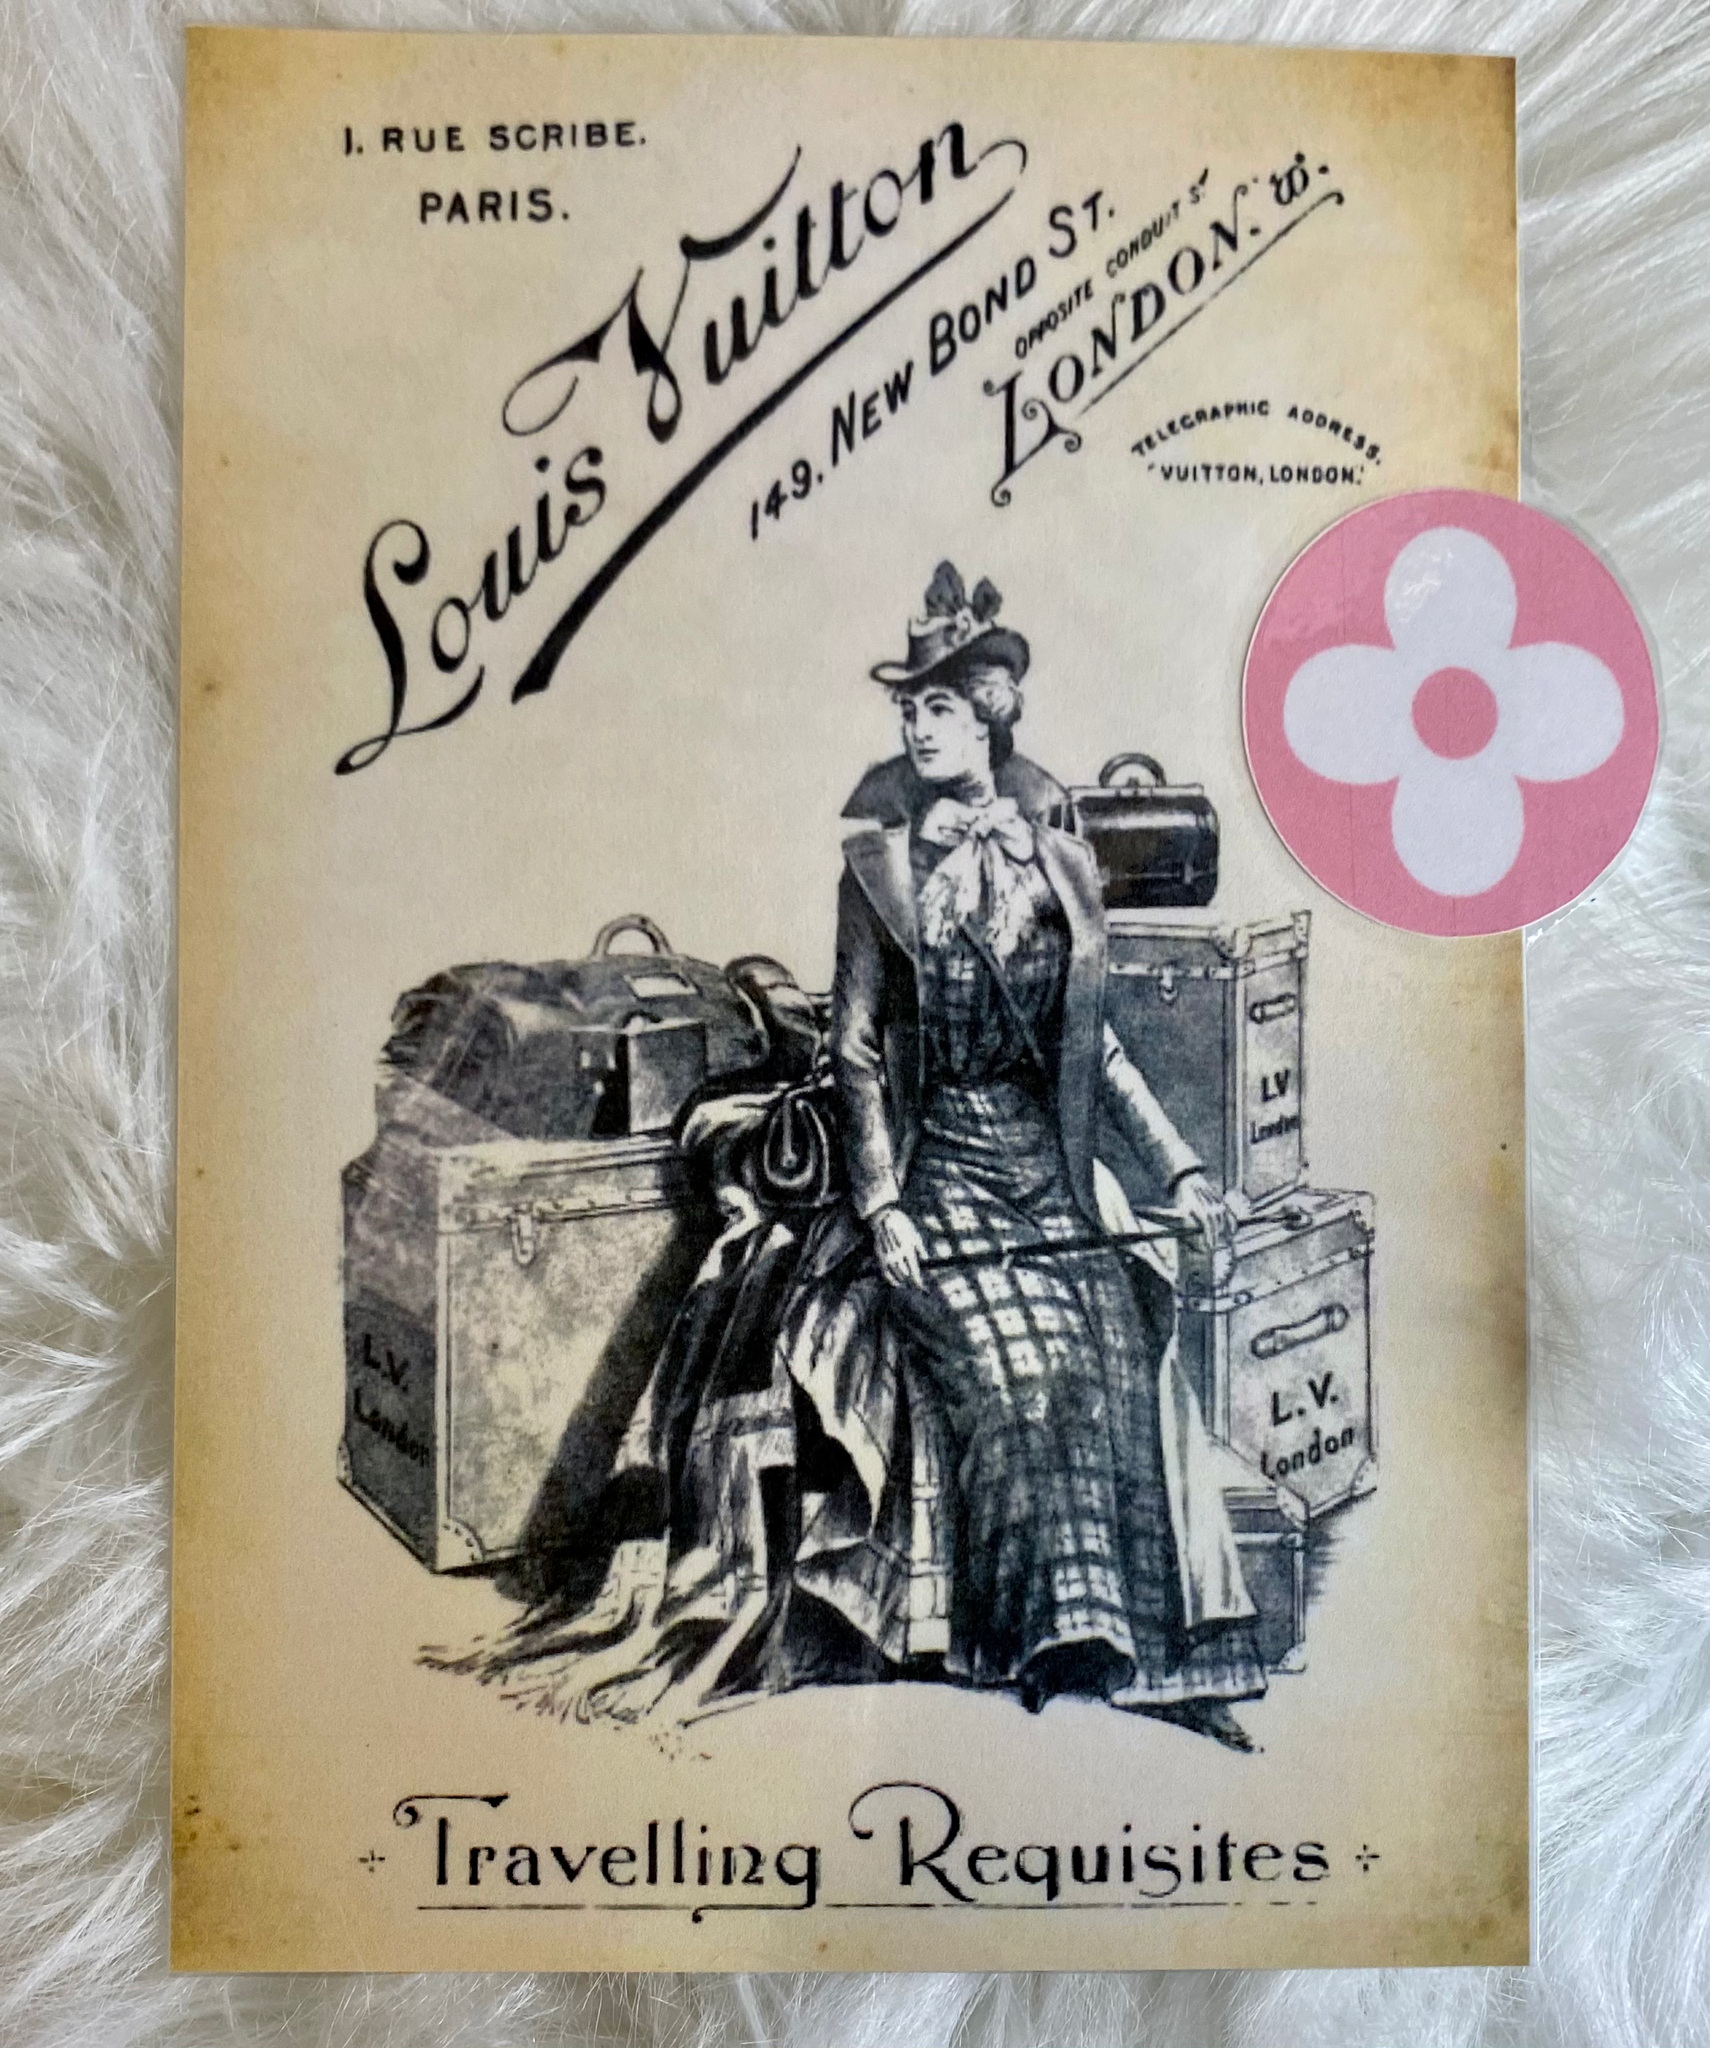 1. RUE SCRIBE.
PARIS.
Louis Vuitton
149. NEW BOND ST.
OPPOSITE CONDUIT ST
LONDON. W.
TELEGRAPHIC ADDRESS.
"VUITTON, LONDON."
LV
London
L.V.
London
L.V.
London
Travelling Requisites